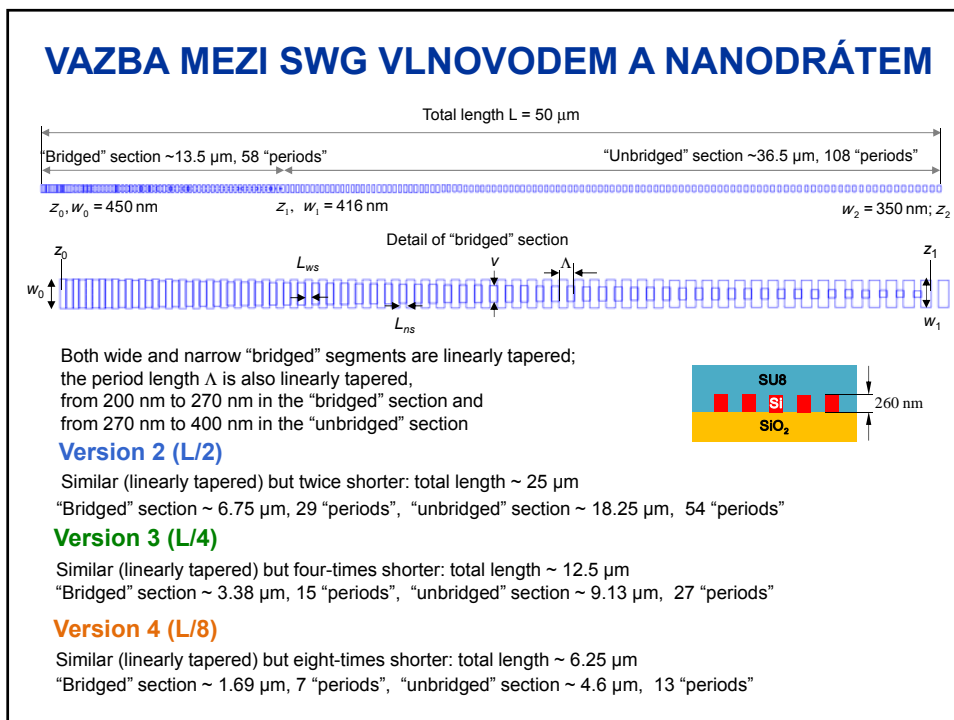 VAZBA MEZI SWG VLNOVODEM A NANODRÁTEM
Total length L = 50 μm
“Bridged” section ~13.5 μm, 58 “periods”
“Unbridged” section ~36.5 μm, 108 “periods”
z₀, w₀ = 450 nm
z₁, w₁ = 416 nm
w₂ = 350 nm; z₂
Detail of “bridged” section
z₀
L_ws
v
Λ
z₁
w₀
L_ns
w₁
Both wide and narrow “bridged” segments are linearly tapered;
the period length Λ is also linearly tapered,
from 200 nm to 270 nm in the “bridged” section and
from 270 nm to 400 nm in the “unbridged” section
SU8
Si
260 nm
SiO₂
Version 2 (L/2)
Similar (linearly tapered) but twice shorter: total length ~ 25 μm
“Bridged” section ~ 6.75 μm, 29 “periods”, “unbridged” section ~ 18.25 μm, 54 “periods”
Version 3 (L/4)
Similar (linearly tapered) but four-times shorter: total length ~ 12.5 μm
“Bridged” section ~ 3.38 μm, 15 “periods”, “unbridged” section ~ 9.13 μm, 27 “periods”
Version 4 (L/8)
Similar (linearly tapered) but eight-times shorter: total length ~ 6.25 μm
“Bridged” section ~ 1.69 μm, 7 “periods”, “unbridged” section ~ 4.6 μm, 13 “periods”